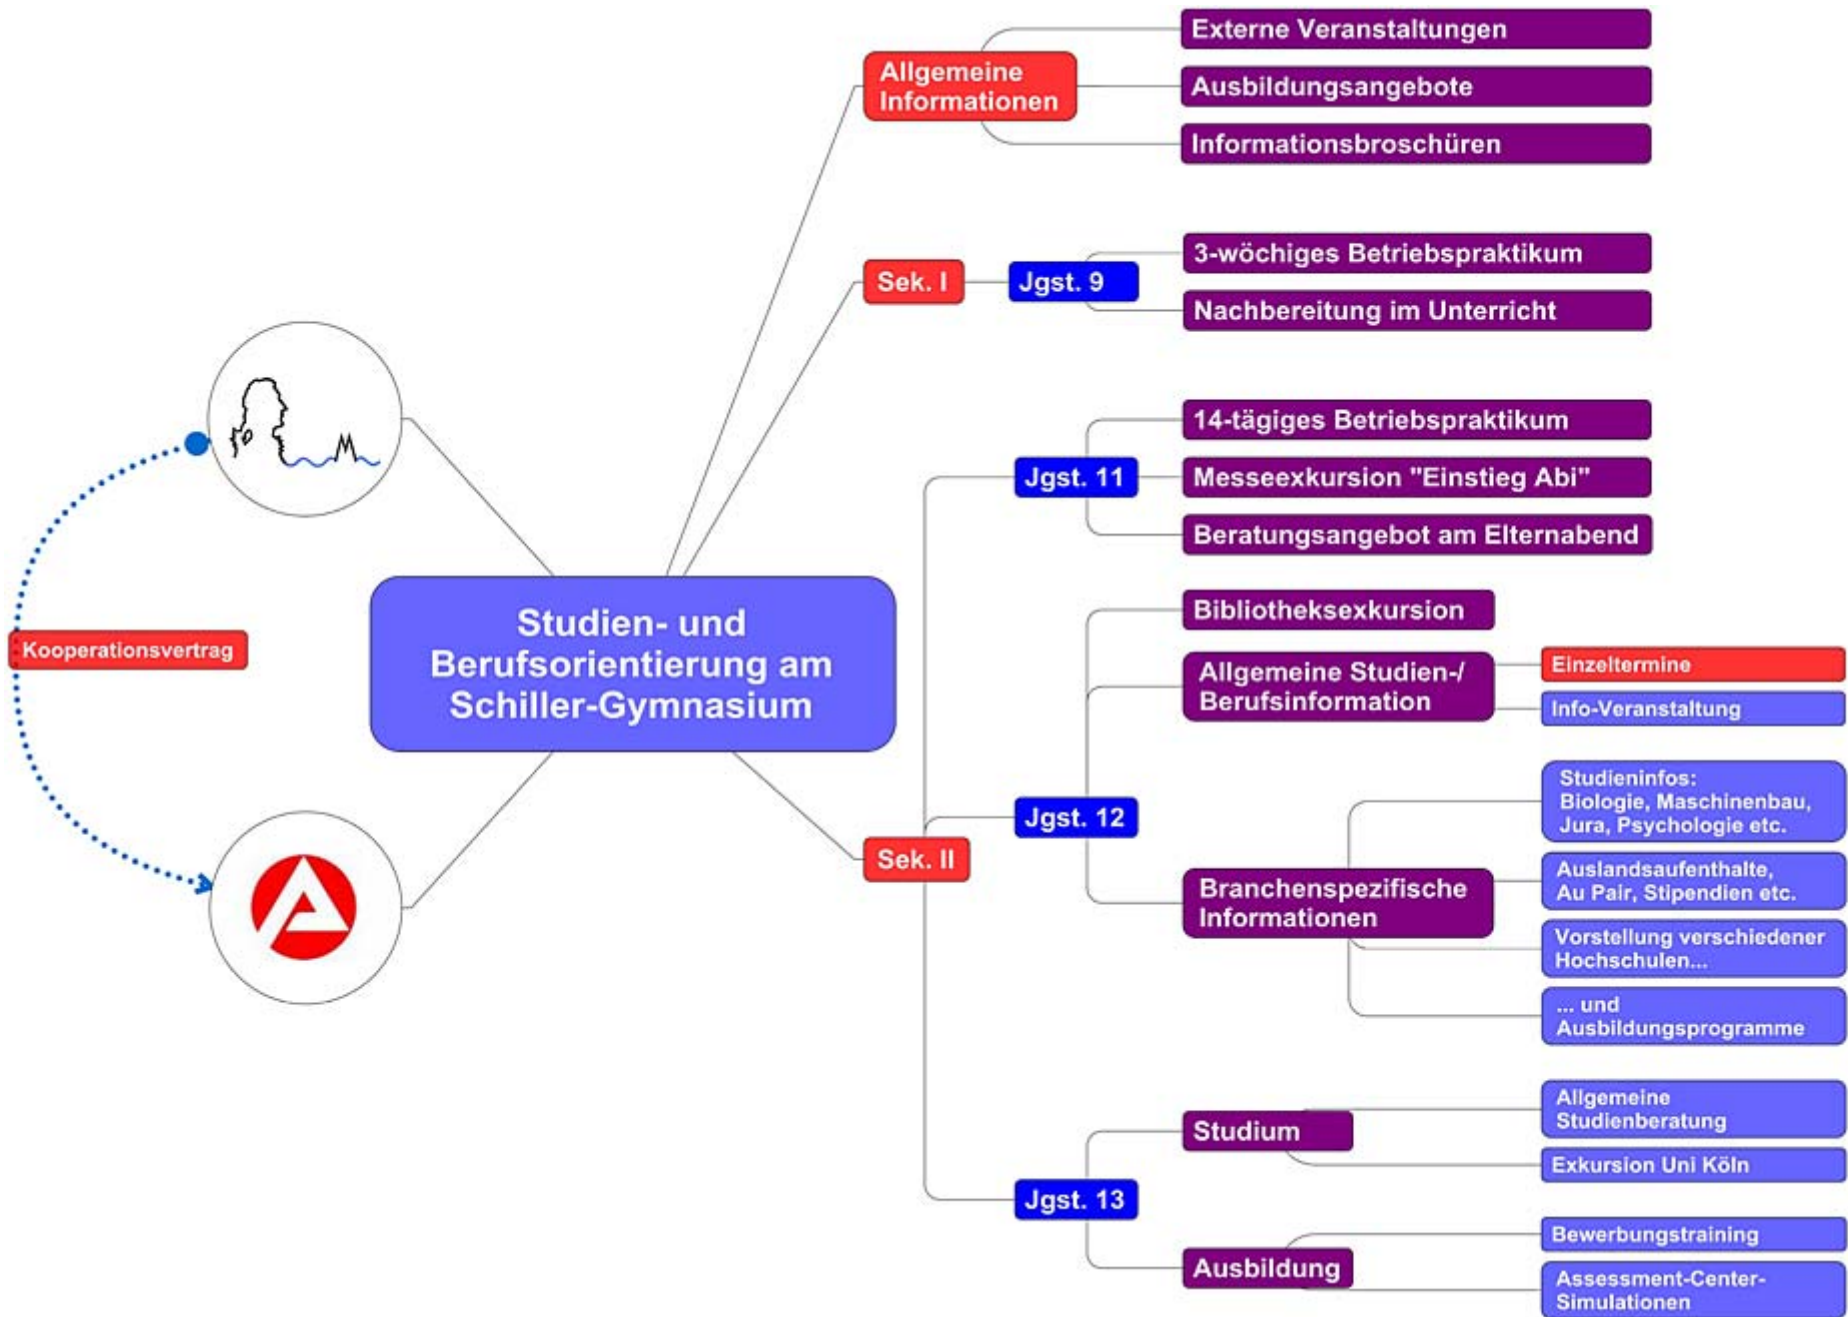 Allgemeine
Informationen
Externe Veranstaltungen
Ausbildungsangebote
Informationsbroschüren
Sek. I
Jgst. 9
3-wöchiges Betriebspraktikum
Nachbereitung im Unterricht
Kooperationsvertrag
Studien- und
Berufsorientierung am
Schiller-Gymnasium
Sek. II
Jgst. 11
14-tägiges Betriebspraktikum
Messeexkursion "Einstieg Abi"
Beratungsangebot am Elternabend
Jgst. 12
Bibliotheksexkursion
Allgemeine Studien-/
Berufsinformation
Einzeltermine
Info-Veranstaltung
Branchenspezifische
Informationen
Studieninfos:
Biologie, Maschinenbau,
Jura, Psychologie etc.
Auslandsaufenthalte,
Au Pair, Stipendien etc.
Vorstellung verschiedener
Hochschulen...
... und
Ausbildungsprogramme
Jgst. 13
Studium
Allgemeine
Studienberatung
Exkursion Uni Köln
Ausbildung
Bewerbungstraining
Assessment-Center-
Simulationen